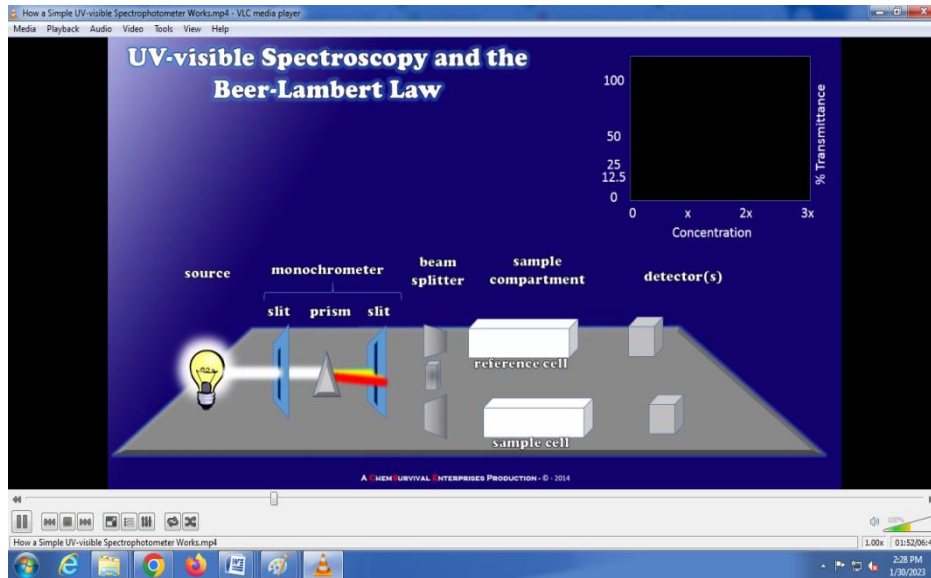 How a Simple UV-visible Spectrophotometer Works.mp4 - VLC media player
Media Playback Audio Video Tools View Help
UV-visible Spectroscopy and the
Beer-Lambert Law
100
50
25
12.5
0
% Transmittance
0 x 2x 3x
Concentration
source
monochrometer
beam
splitter
sample
compartment
detector(s)
slit prism slit
reference cell
sample cell
A CHEMSURVIVAL ENTERPRISES PRODUCTION - © - 2014
100%
How a Simple UV-visible Spectrophotometer Works.mp4
1.00x
01:52/06:4
2:28 PM
1/30/2023